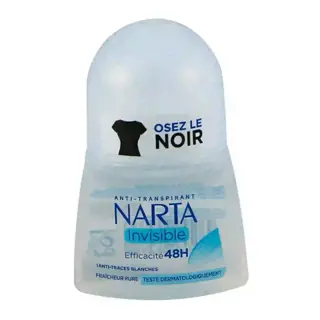 OSEZ LE
NOIR
ANTI-TRANSPIRANT
NARTA
Invisible
Efficacité 48H
ANTI-TRACES BLANCHES
FRAÎCHEUR PURE TESTÉ DERMATOLOGIQUEMENT